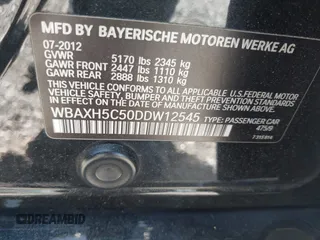 MFD BY BAYERISCHE MOTOREN WERKE AG
07-2012
GVWR 5170 lbs 2345 kg
GAWR FRONT 2447 lbs 1110 kg
GAWR REAR 2888 lbs 1310 kg
THIS VEHICLE CONFORMS TO ALL APPLICABLE FEDERAL MOTOR
VEHICLE SAFETY, BUMPER, AND THEFT PREVENTION STANDARDS
IN EFFECT ON THE DATE OF MANUFACTURE SHOWN ABOVE.
WBAXH5C50DDW12545 TYPE: PASSENGER CAR
475/9
DREAMBID